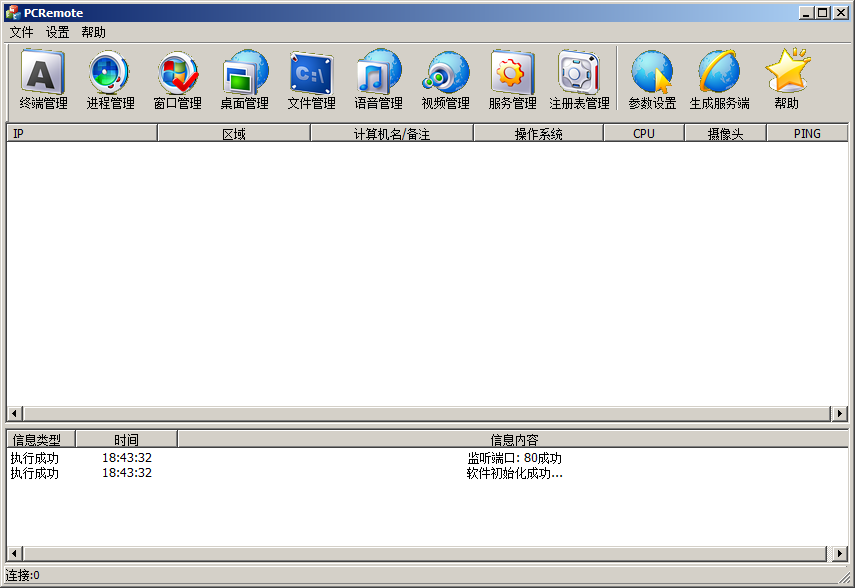 PCRemote
文件 设置 帮助
终端管理 进程管理 窗口管理 桌面管理 文件管理 语音管理 视频管理 服务管理 注册表管理 参数设置 生成服务端 帮助
IP 区域 计算机名/备注 操作系统 CPU 摄像头 PING
信息类型 时间 信息内容
执行成功 18:43:32 监听端口: 80成功
执行成功 18:43:32 软件初始化成功...
连接:0